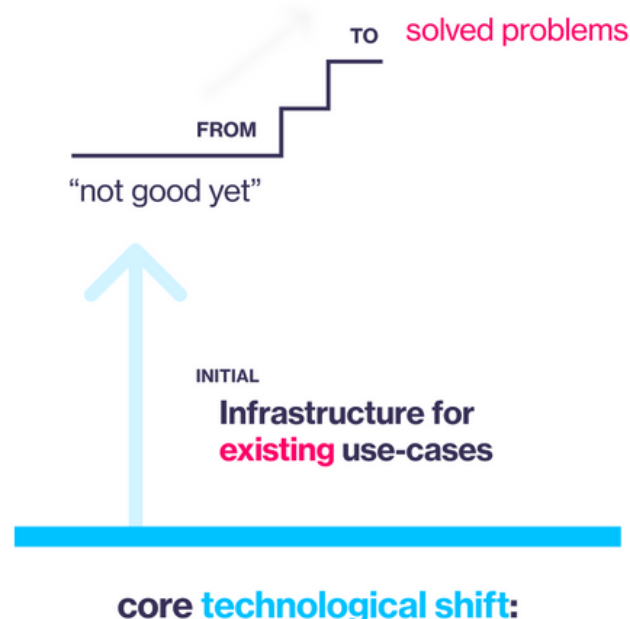 TO solved problems
FROM
“not good yet”
INITIAL
Infrastructure for
existing use-cases
core technological shift: